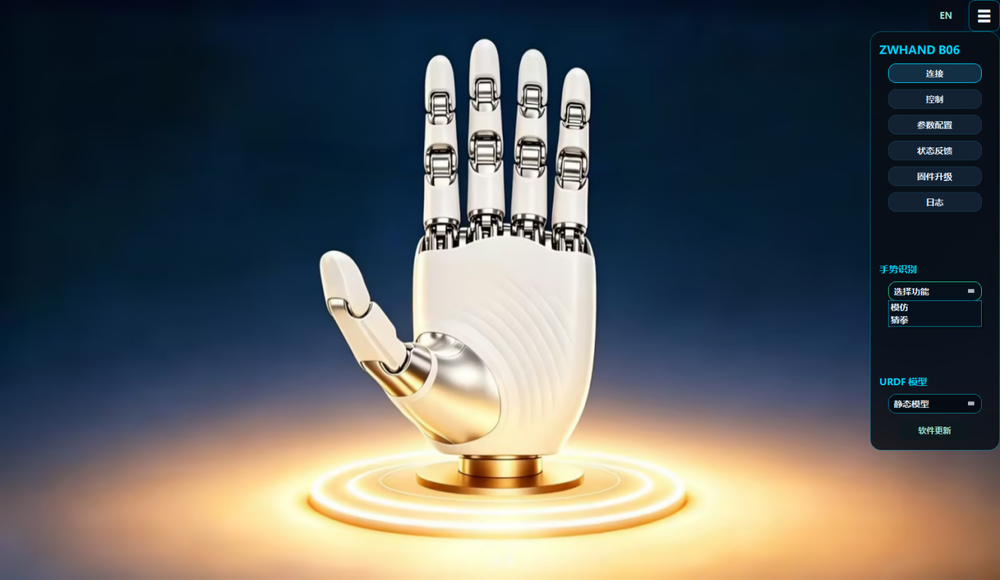 EN
ZWHAND B06
连接
控制
参数配置
状态反馈
固件升级
日志
手势识别
选择功能
模仿
猜拳
URDF 模型
静态模型
软件更新